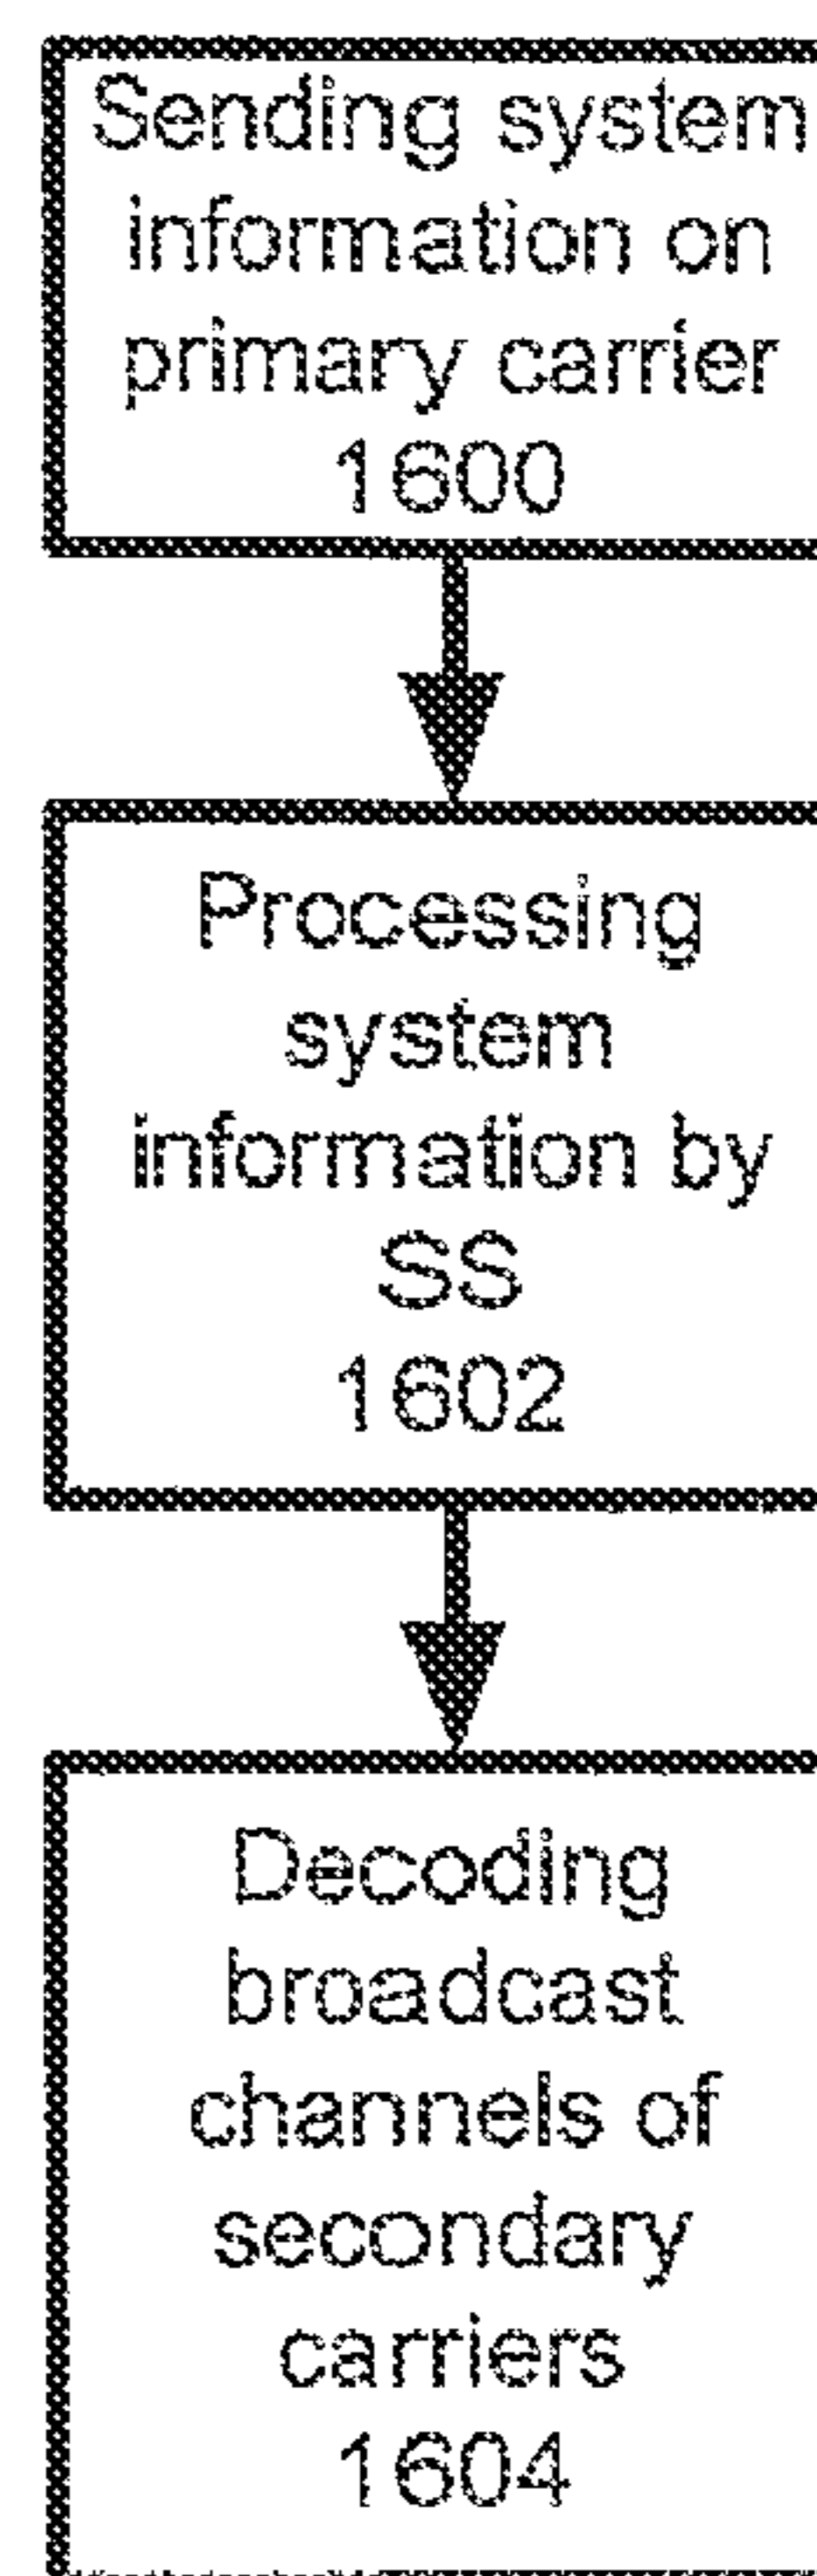 Sending system
information on
primary carrier
1600
Processing
system
information by
SS
1602
Decoding
broadcast
channels of
secondary
carriers
1604